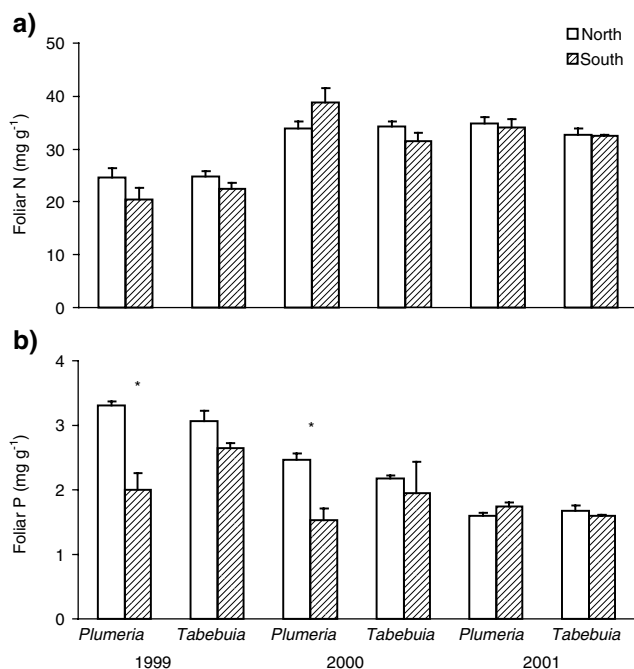 a)
North
South
50
40
30
20
10
0
Foliar N (mg g⁻¹)
b)
4
3
2
1
0
Foliar P (mg g⁻¹)
*
*
Plumeria Tabebuia Plumeria Tabebuia Plumeria Tabebuia
1999 2000 2001